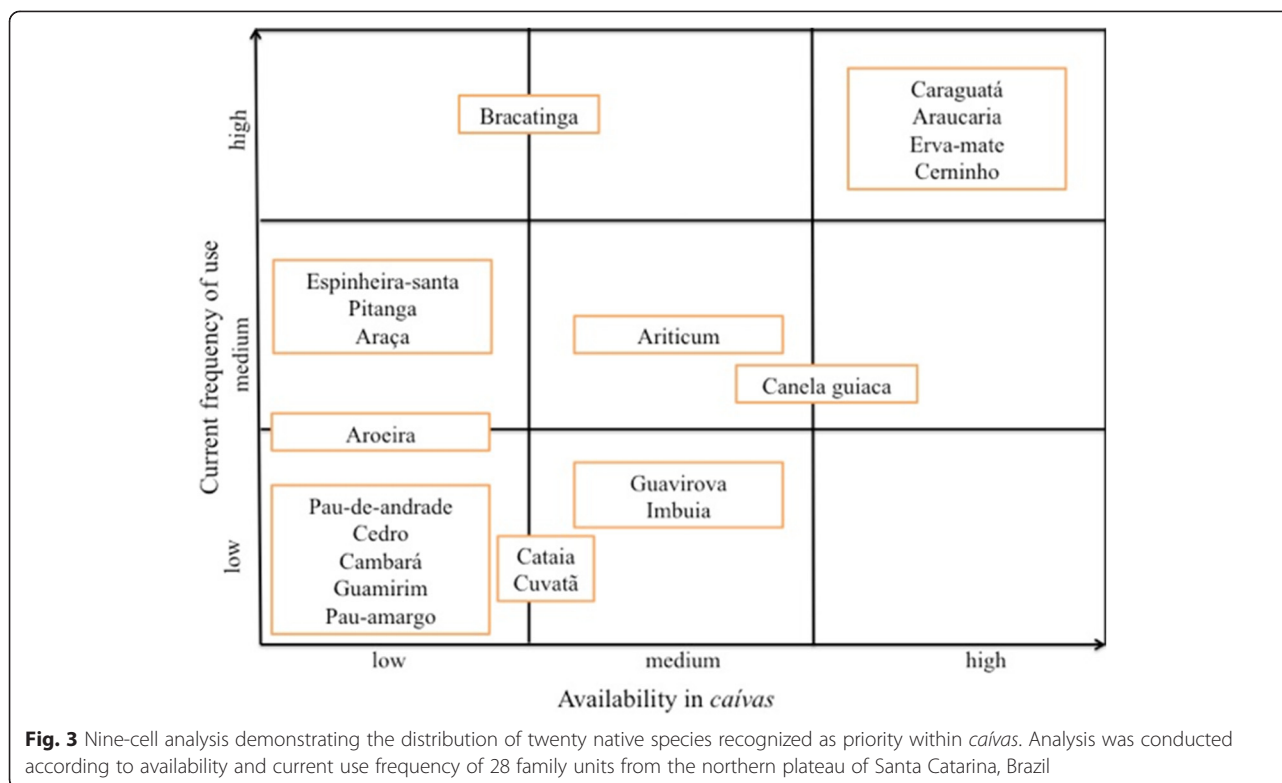 Current frequency of use
high
medium
low
Bracatinga
Caraguatá
Araucaria
Erva-mate
Cerninho
Espinheira-santa
Pitanga
Araça
Ariticum
Canela guiaca
Aroeira
Guavirova
Imbuia
Pau-de-andrade
Cedro
Cambará
Guamirim
Pau-amargo
Cataia
Cuvatã
low
medium
high
Availability in caívas
Fig. 3 Nine-cell analysis demonstrating the distribution of twenty native species recognized as priority within caívas. Analysis was conducted
according to availability and current use frequency of 28 family units from the northern plateau of Santa Catarina, Brazil